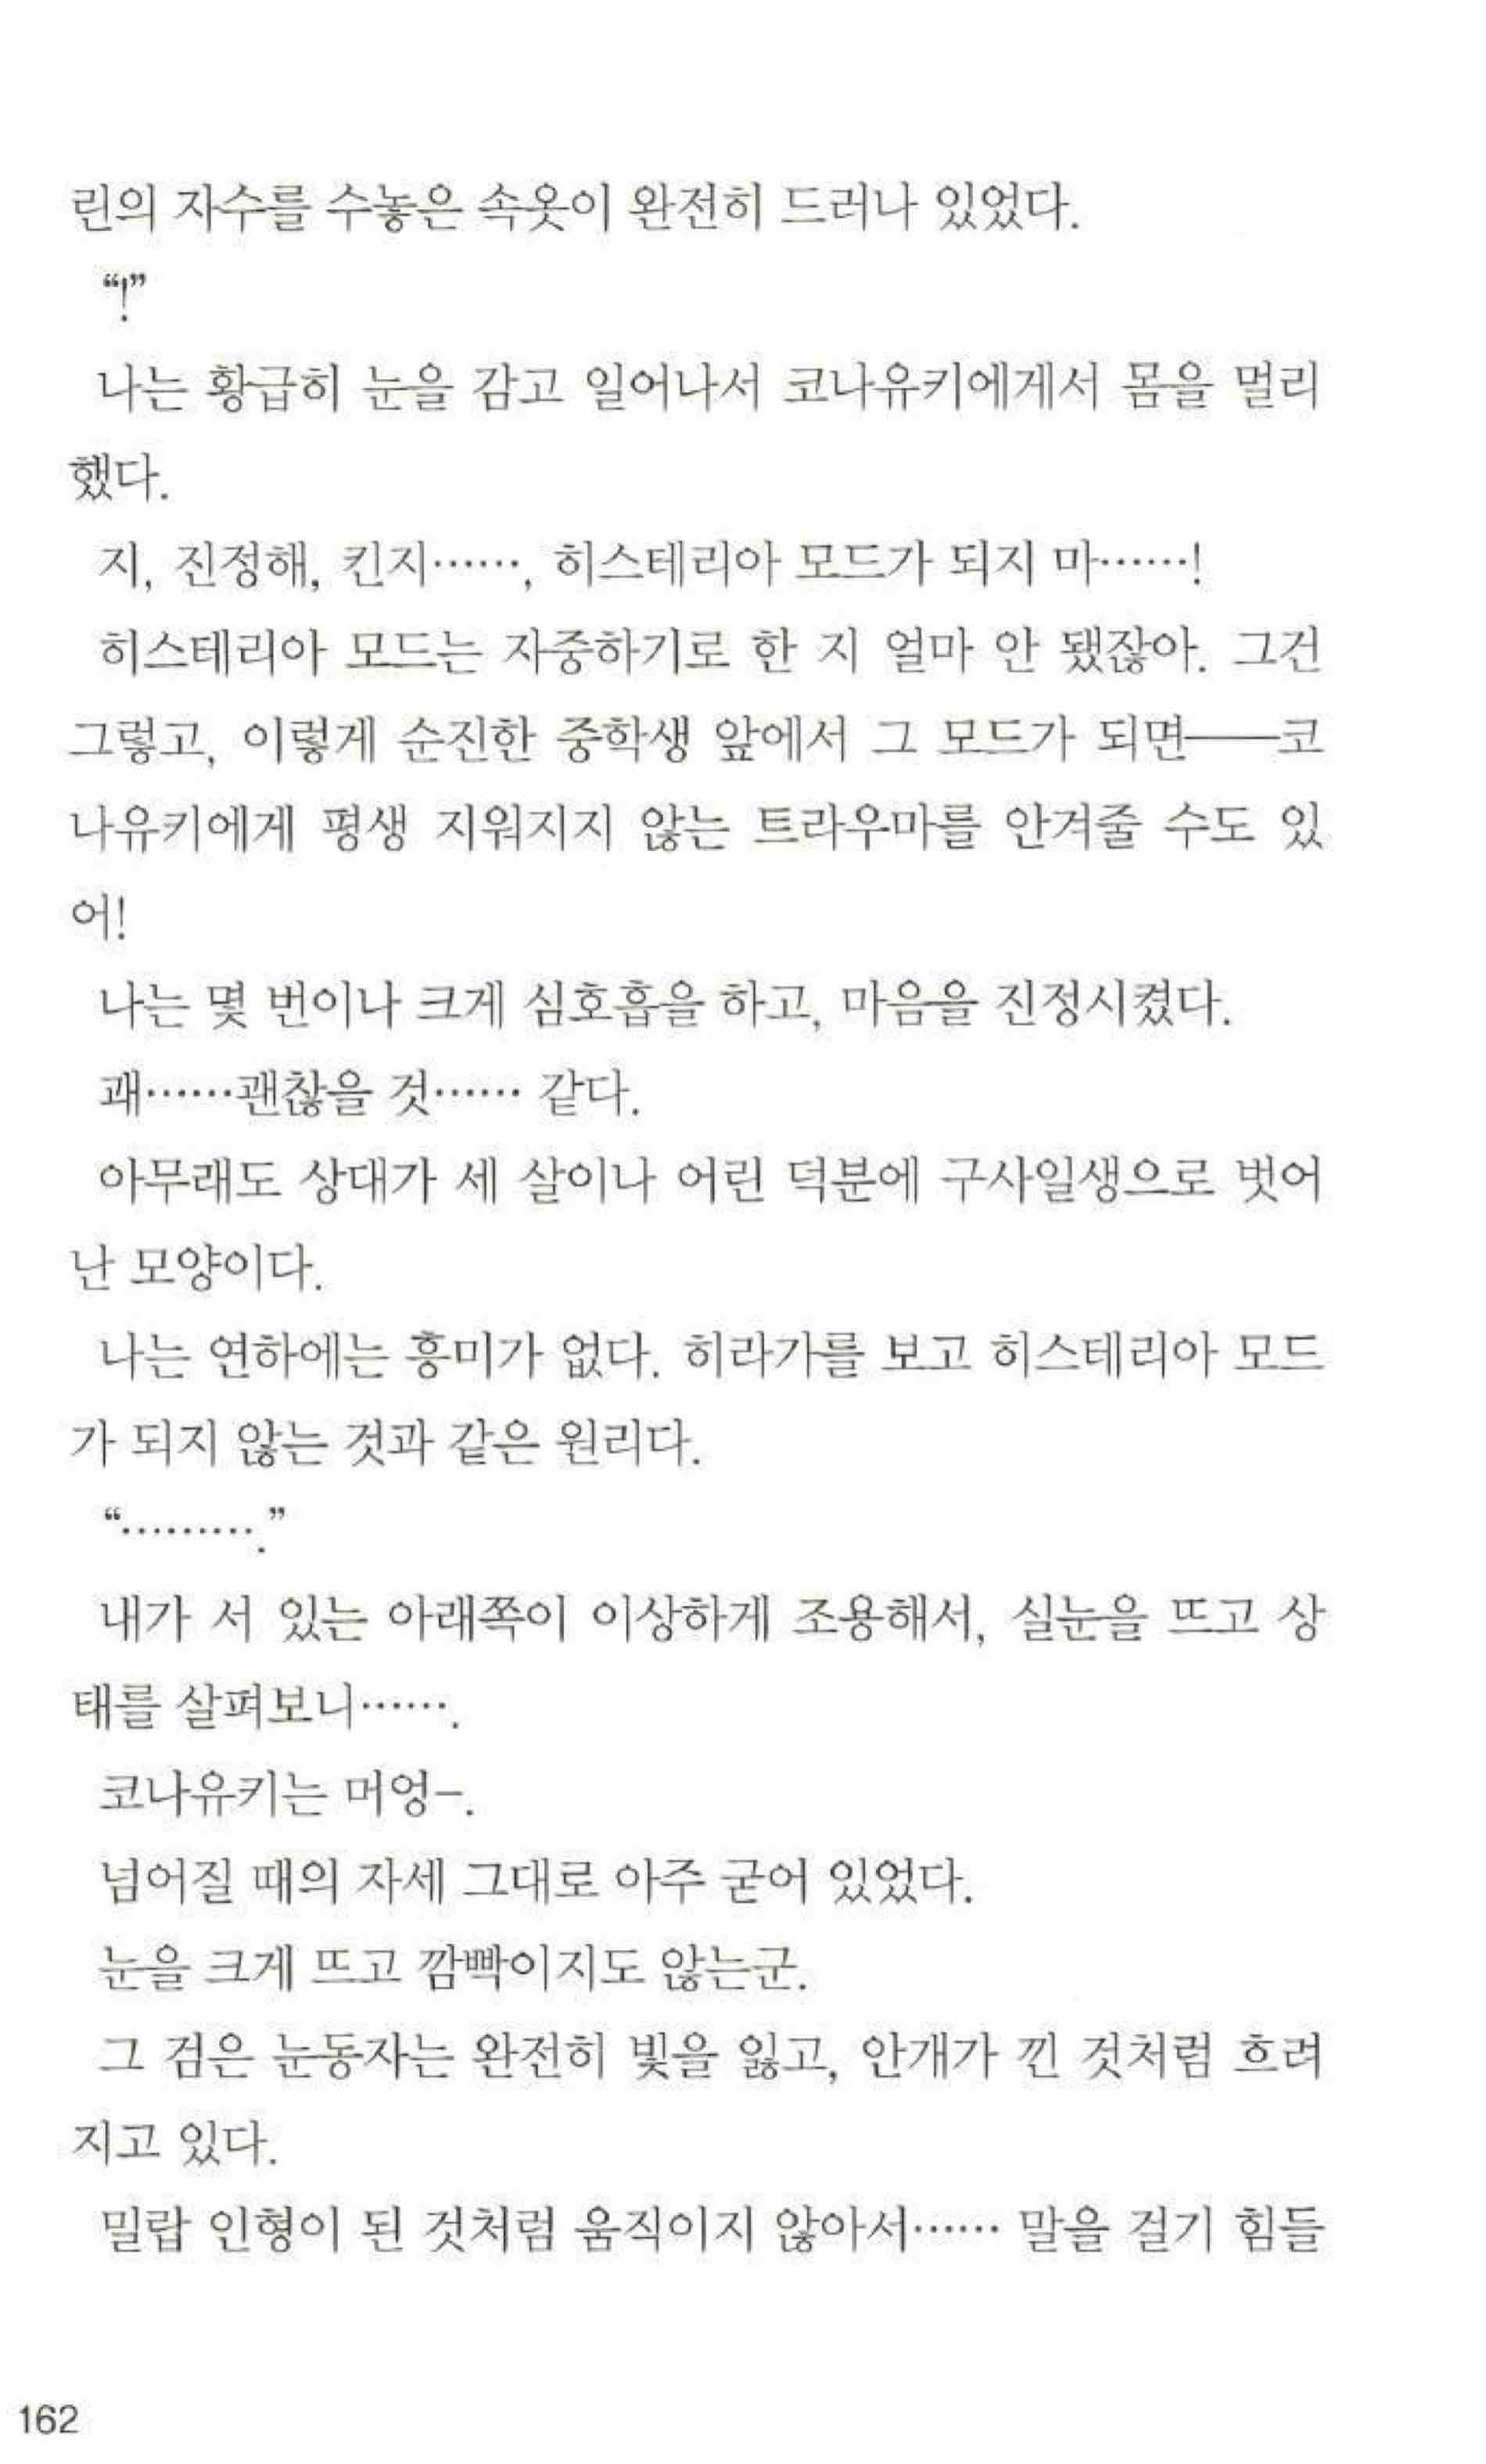 린의 자수를 수놓은 속옷이 완전히 드러나 있었다.
“!”
나는 황급히 눈을 감고 일어나서 코나유키에게서 몸을 멀리
했다.
지, 진정해, 킨지……, 히스테리아 모드가 되지 마……!
히스테리아 모드는 자중하기로 한 지 얼마 안 됐잖아. 그건
그렇고, 이렇게 순진한 중학생 앞에서 그 모드가 되면――코
나유키에게 평생 지워지지 않는 트라우마를 안겨줄 수도 있
어!
나는 몇 번이나 크게 심호흡을 하고, 마음을 진정시켰다.
괘……괜찮을 것…… 같다.
아무래도 상대가 세 살이나 어린 덕분에 구사일생으로 벗어
난 모양이다.
나는 연하에는 흥미가 없다. 히라가를 보고 히스테리아 모드
가 되지 않는 것과 같은 원리다.
“……….”
내가 서 있는 아래쪽이 이상하게 조용해서, 실눈을 뜨고 상
태를 살펴보니…….
코나유키는 머엉–.
넘어질 때의 자세 그대로 아주 굳어 있었다.
눈을 크게 뜨고 깜빡이지도 않는군.
그 검은 눈동자는 완전히 빛을 잃고, 안개가 낀 것처럼 흐려
지고 있다.
밀랍 인형이 된 것처럼 움직이지 않아서…… 말을 걸기 힘들
162